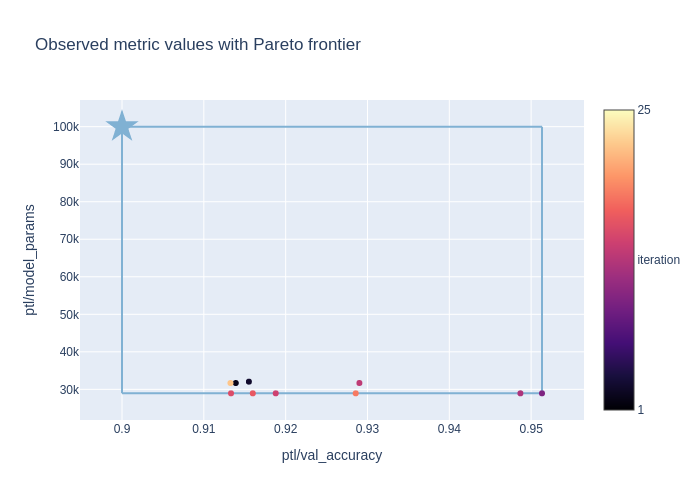 Observed metric values with Pareto frontier
ptl/model_params
100k
90k
80k
70k
60k
50k
40k
30k
0.9
0.91
0.92
0.93
0.94
0.95
ptl/val_accuracy
25
iteration
1